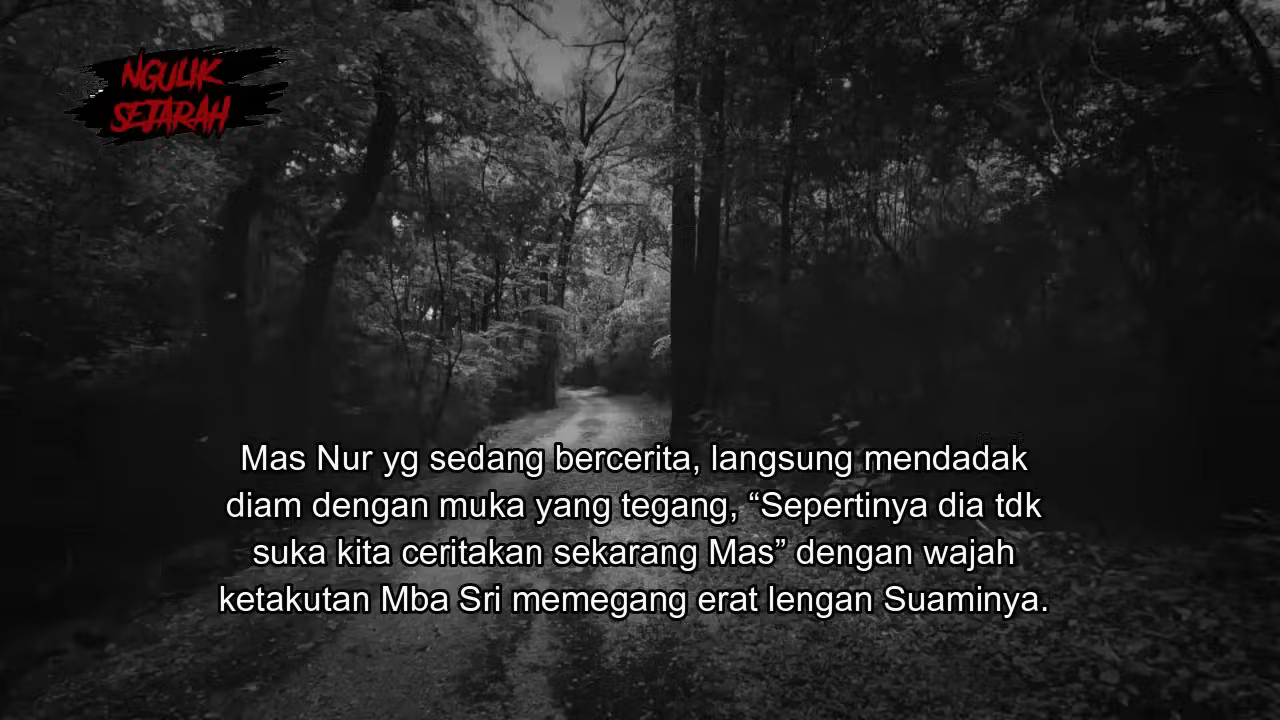 NGULIK
SEJARAH
Mas Nur yg sedang bercerita, langsung mendadak
diam dengan muka yang tegang, “Sepertinya dia tdk
suka kita ceritakan sekarang Mas” dengan wajah
ketakutan Mba Sri memegang erat lengan Suaminya.